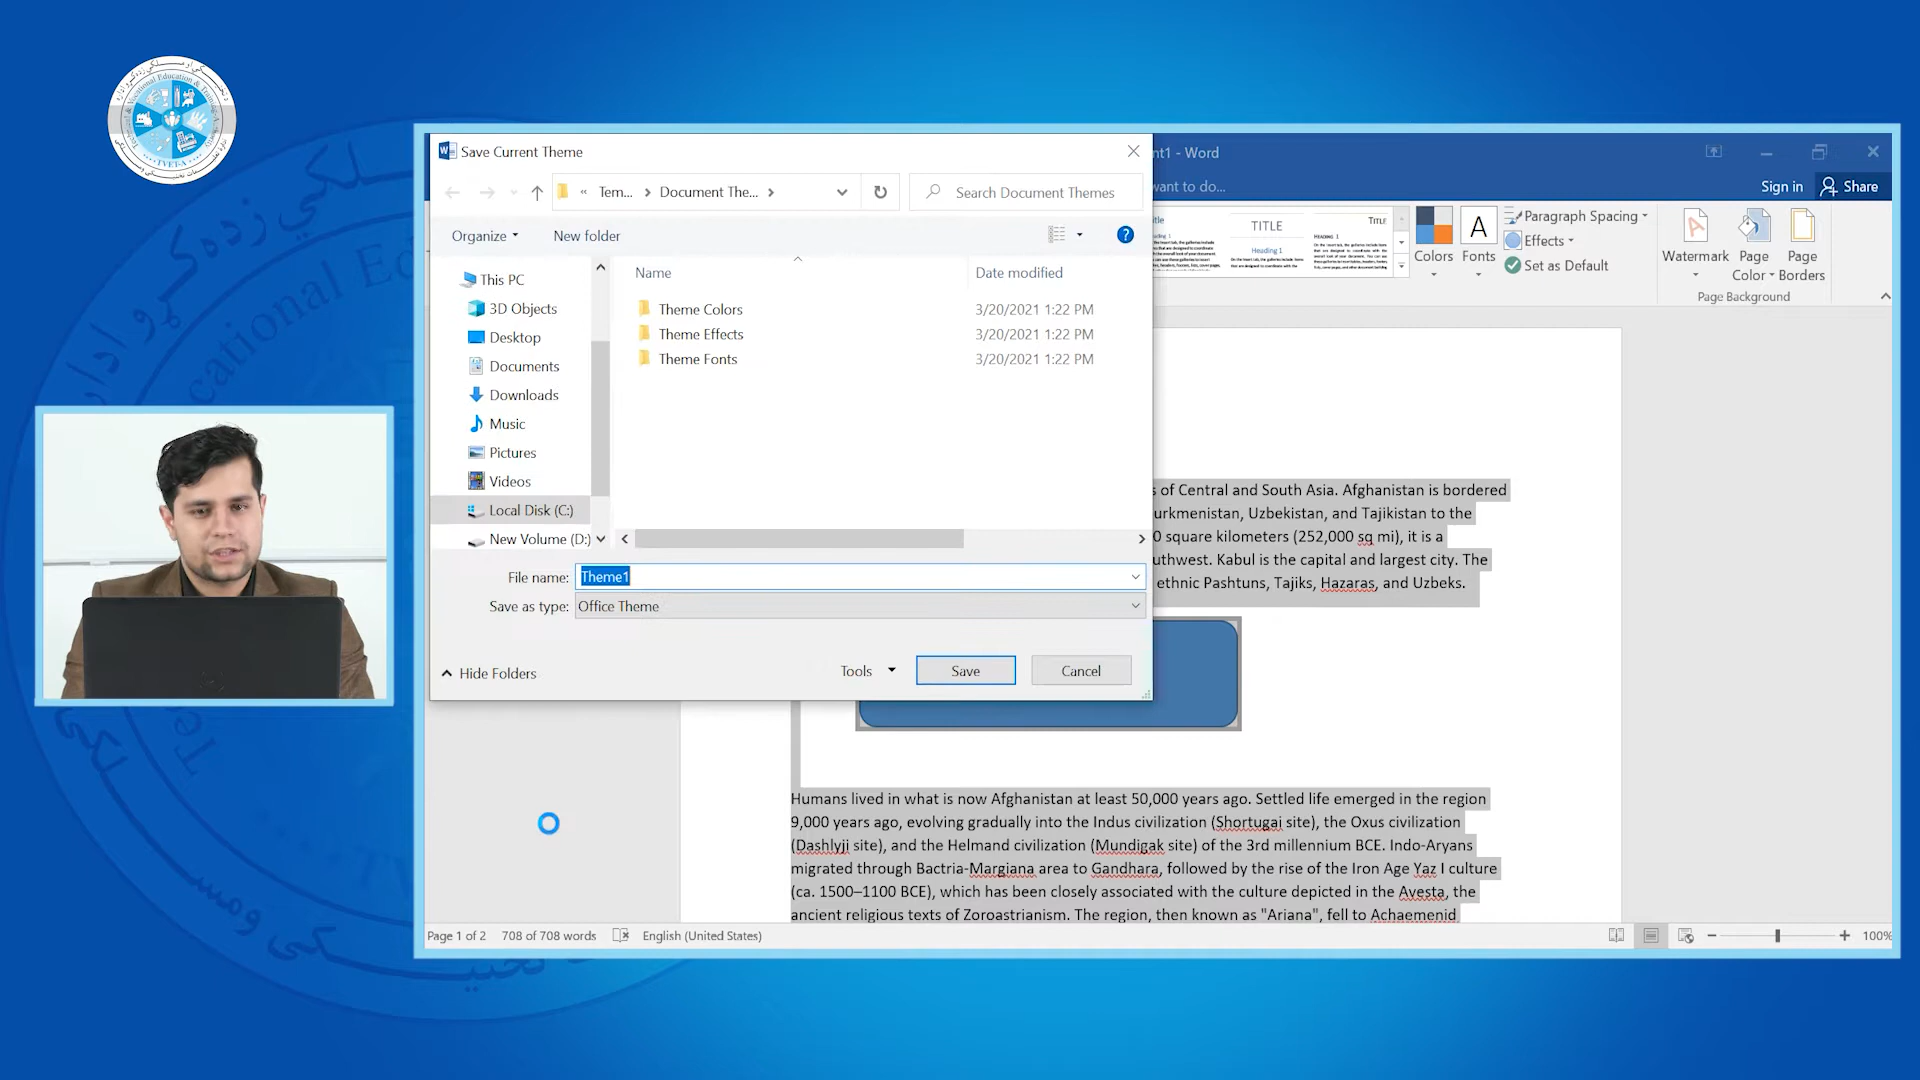 Technical & Vocational Education & Training-A
TVET-A
Save Current Theme
nt1 - Word
want to do...
Sign in
Share
« Tem... > Document The... >
Search Document Themes
Organize
New folder
Title
TITLE
TITLE
Heading 1
HEADING 1
Colors
Fonts
Paragraph Spacing
Effects
Set as Default
Watermark
Page Color
Page Borders
Page Background
This PC
3D Objects
Desktop
Documents
Downloads
Music
Pictures
Videos
Local Disk (C:)
New Volume (D:)
Name
Date modified
Theme Colors 3/20/2021 1:22 PM
Theme Effects 3/20/2021 1:22 PM
Theme Fonts 3/20/2021 1:22 PM
File name: Theme1
Save as type: Office Theme
Hide Folders
Tools
Save
Cancel
s of Central and South Asia. Afghanistan is bordered
urkmenistan, Uzbekistan, and Tajikistan to the
0 square kilometers (252,000 sq mi), it is a
uthwest. Kabul is the capital and largest city. The
ethnic Pashtuns, Tajiks, Hazaras, and Uzbeks.
Humans lived in what is now Afghanistan at least 50,000 years ago. Settled life emerged in the region
9,000 years ago, evolving gradually into the Indus civilization (Shortugai site), the Oxus civilization
(Dashlyji site), and the Helmand civilization (Mundigak site) of the 3rd millennium BCE. Indo-Aryans
migrated through Bactria-Margiana area to Gandhara, followed by the rise of the Iron Age Yaz I culture
(ca. 1500–1100 BCE), which has been closely associated with the culture depicted in the Avesta, the
ancient religious texts of Zoroastrianism. The region, then known as "Ariana", fell to Achaemenid
Page 1 of 2
708 of 708 words
English (United States)
100%